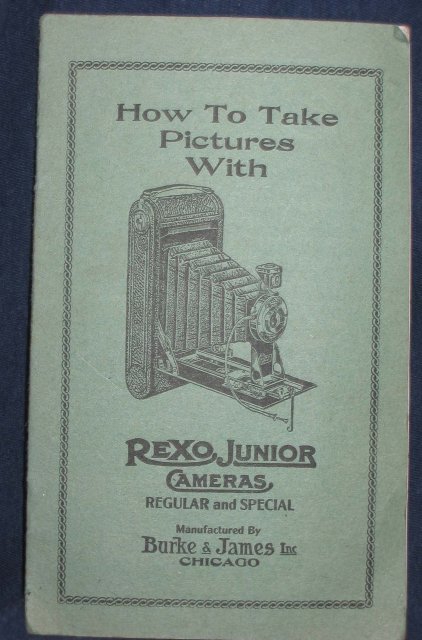 How To Take
Pictures
With
REXO JUNIOR
CAMERAS
REGULAR and SPECIAL
Manufactured By
Burke & James Inc
CHICAGO